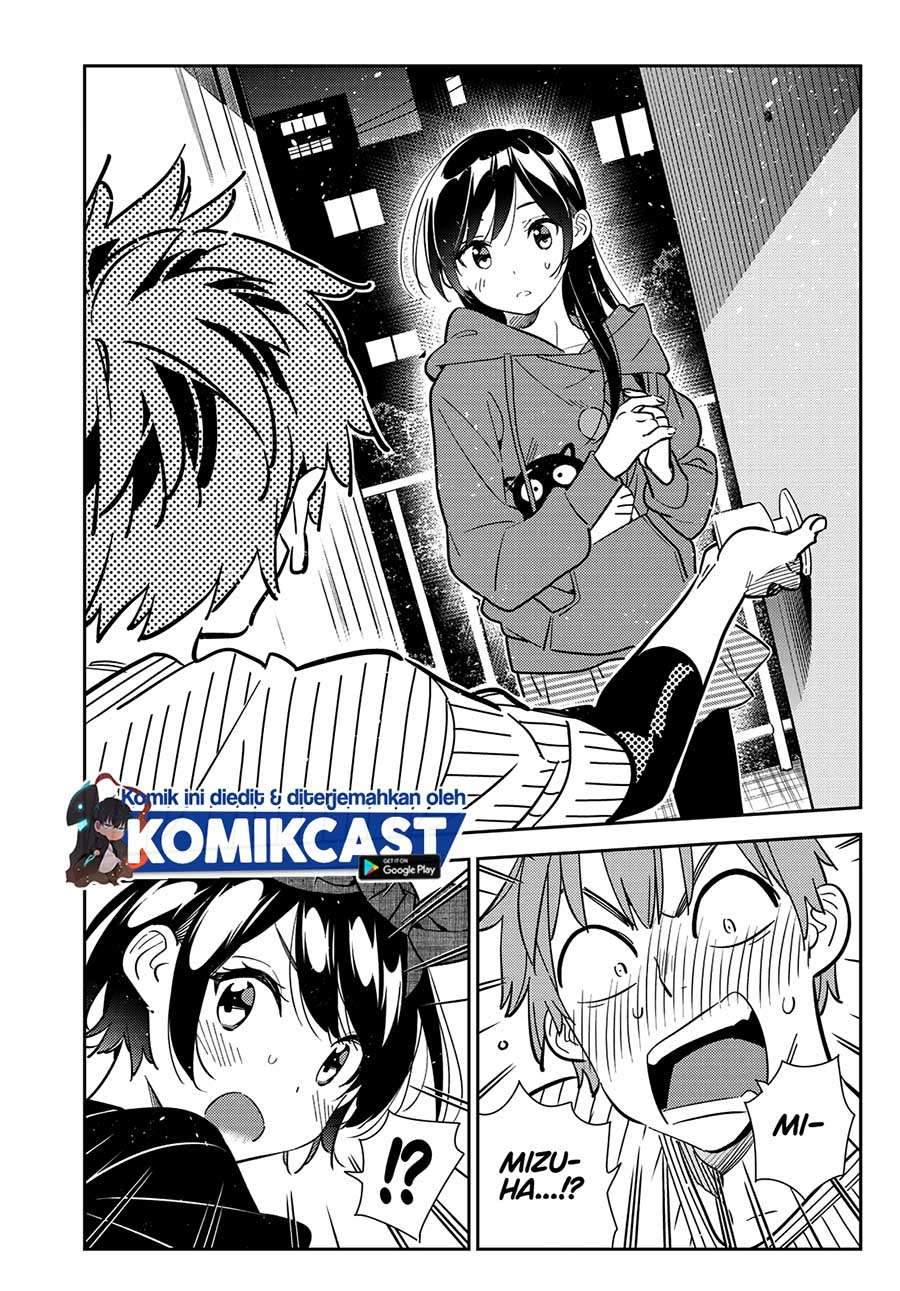 Komik ini diedit & diterjemahkan oleh
KOMIKCAST
GET IT ON
Google Play
MI-
MIZU-
HA...!?
!?